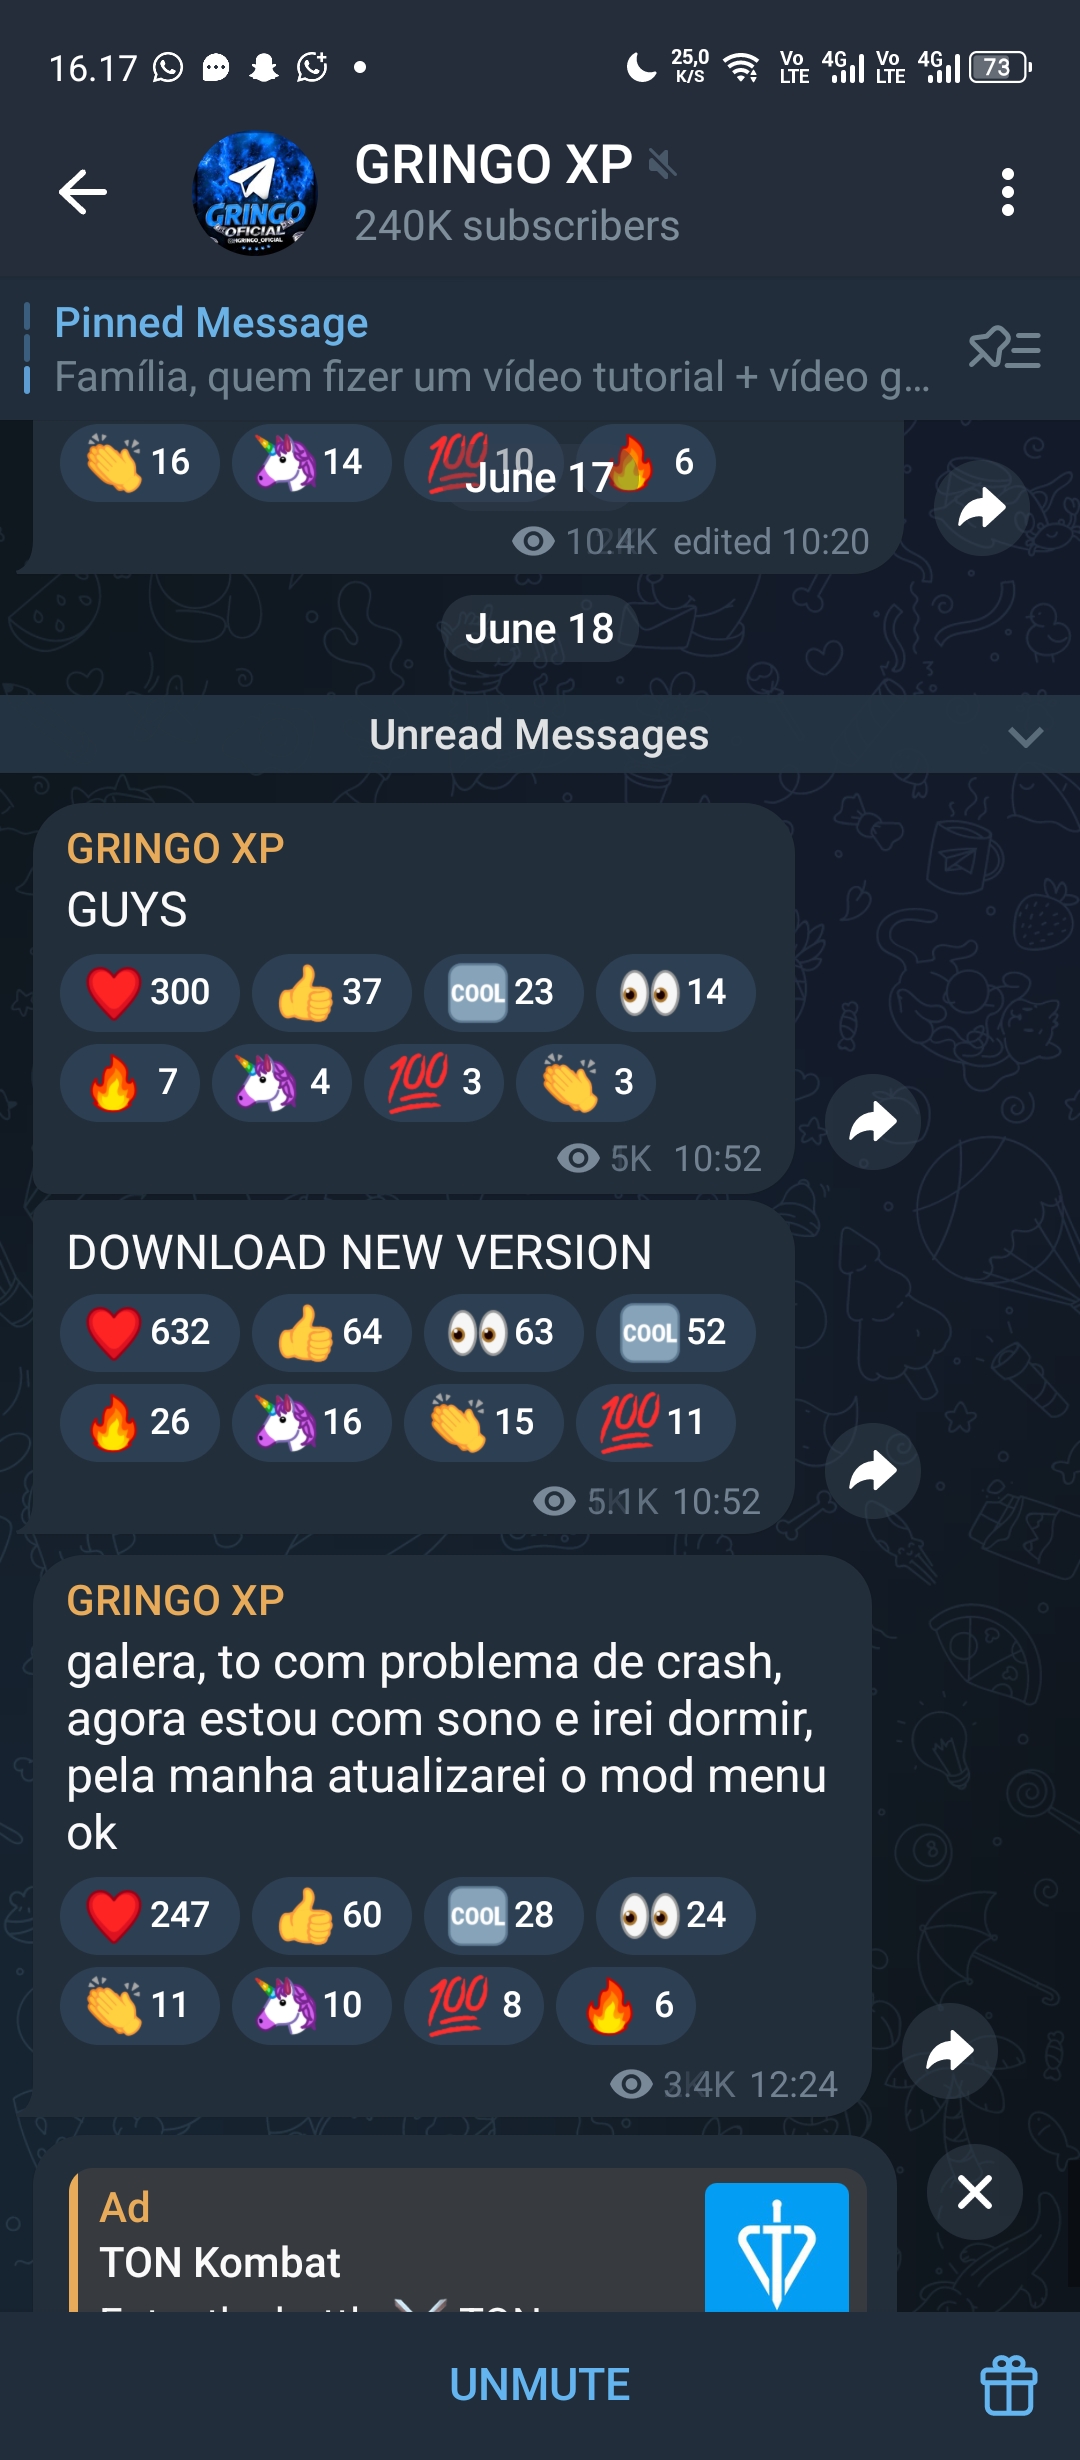 16.17
25,0
K/S
Vo
LTE
4G
Vo
LTE
4G
73
GRINGO XP
240K subscribers
GRINGO
OFICIAL
Pinned Message
Família, quem fizer um vídeo tutorial + vídeo g...
16 14 10 6
June 17
edited 10:20
June 18
Unread Messages
GRINGO XP
GUYS
300 37 COOL 23 14
7 4 100 3 3
5K 10:52
DOWNLOAD NEW VERSION
632 64 63 COOL 52
26 16 15 100 11
5.1K 10:52
GRINGO XP
galera, to com problema de crash,
agora estou com sono e irei dormir,
pela manha atualizarei o mod menu
ok
247 60 COOL 28 24
11 10 100 8 6
3.4K 12:24
Ad
TON Kombat
UNMUTE